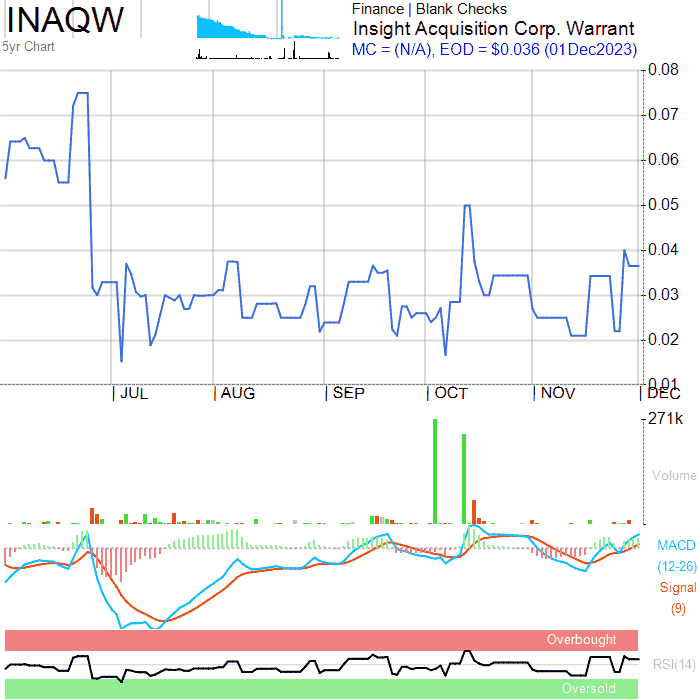 INAQW
5yr Chart
Finance | Blank Checks
Insight Acquisition Corp. Warrant
MC = (N/A), EOD = $0.036 (01Dec2023)
0.08
0.07
0.06
0.05
0.04
0.03
0.02
0.01
JUL
AUG
SEP
OCT
NOV
DEC
271k
Volume
MACD
(12-26)
Signal
(9)
Overbought
RSI(14)
Oversold